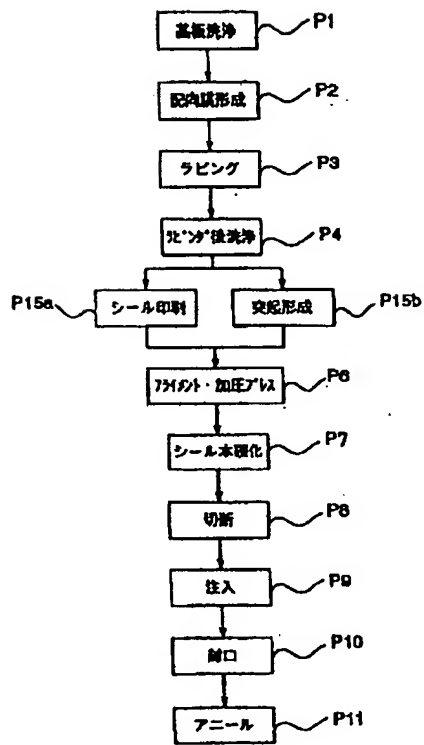 基板洗浄 P1
配向膜形成 P2
ラビング P3
ラビング後洗浄 P4
P15a シール印刷 突起形成 P15b
アライメント・加圧プレス P6
シール本硬化 P7
切断 P8
注入 P9
封口 P10
アニール P11